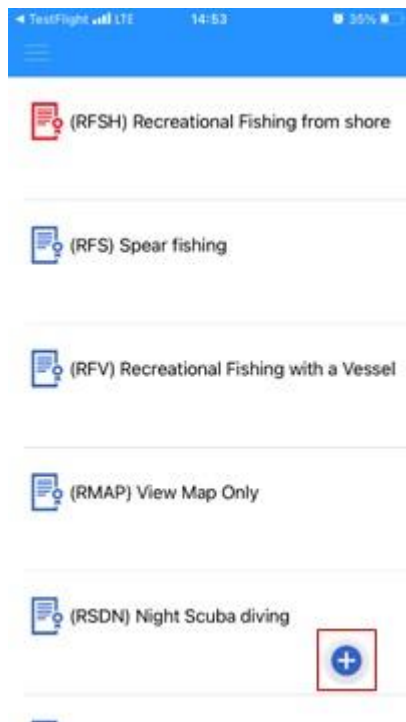 TestFlight LTE 14:53 35%
(RFSH) Recreational Fishing from shore
(RFS) Spear fishing
(RFV) Recreational Fishing with a Vessel
(RMAP) View Map Only
(RSDN) Night Scuba diving